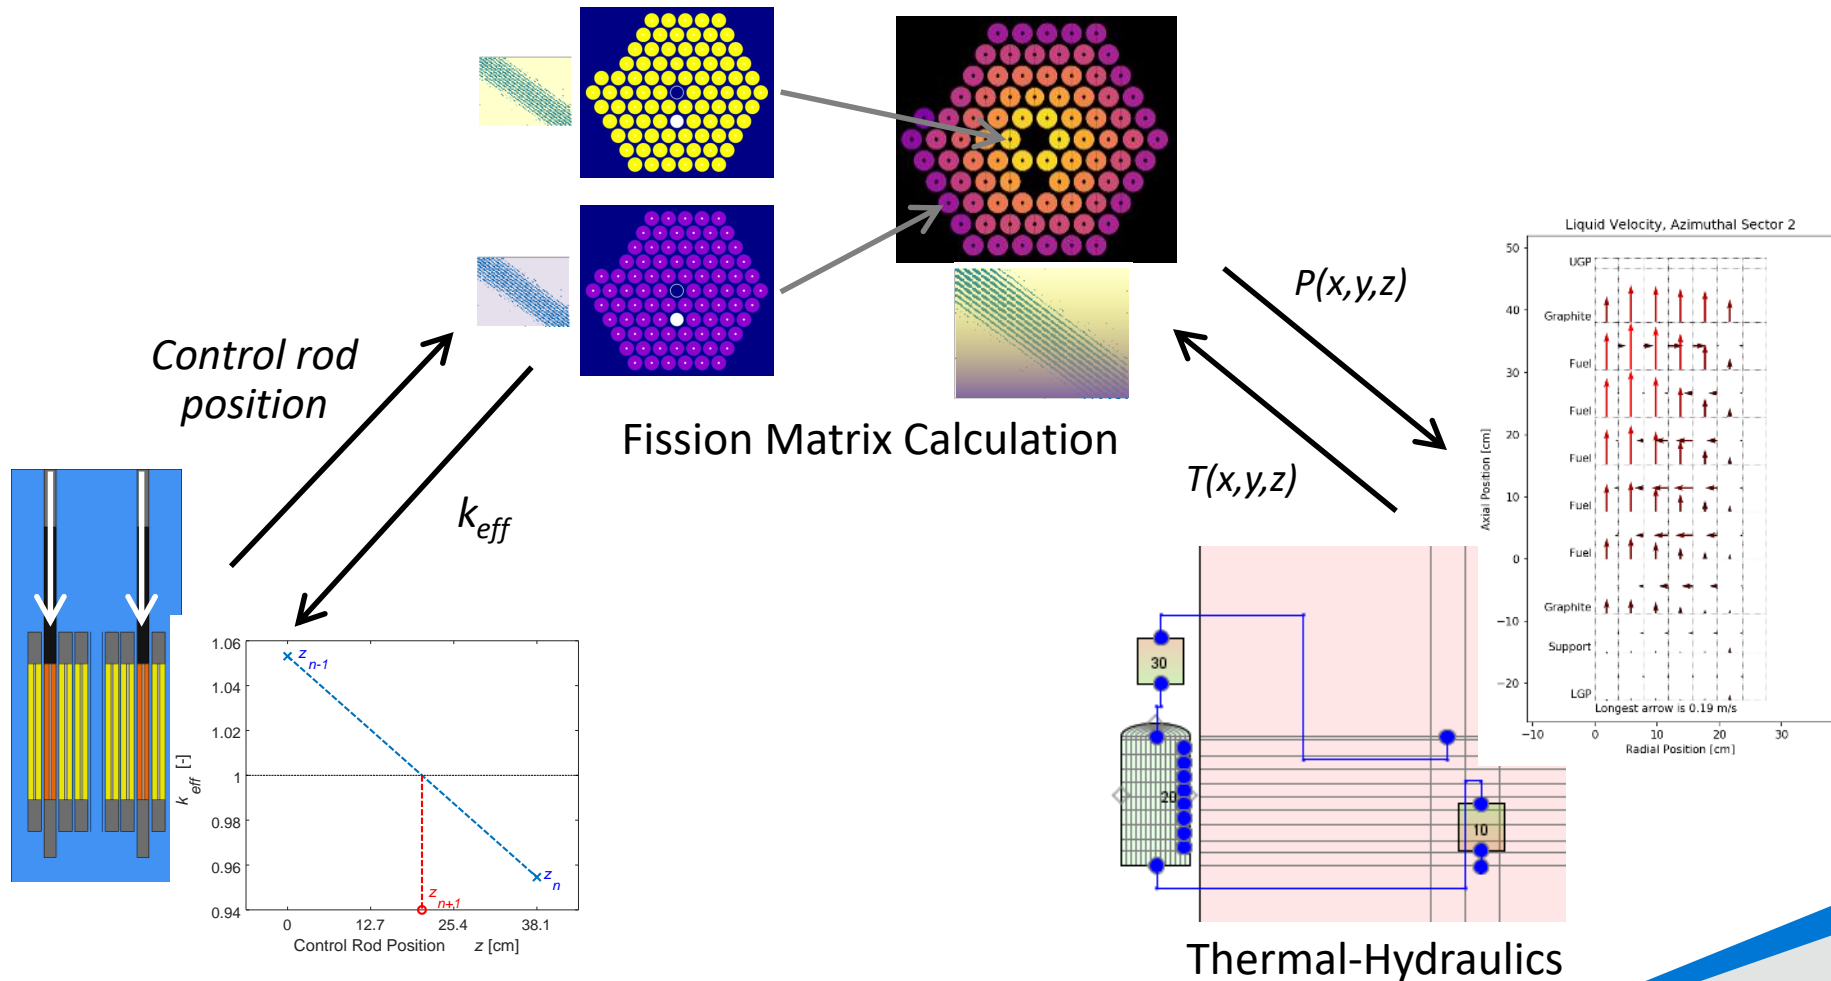 Control rod
position
k_eff
Fission Matrix Calculation
P(x,y,z)
T(x,y,z)
Liquid Velocity, Azimuthal Sector 2
Axial Position [cm]
50
40
30
20
10
0
−10
−20
UGP
Graphite
Fuel
Fuel
Fuel
Fuel
Fuel
Graphite
Support
LGP
Longest arrow is 0.19 m/s
−10
0
10
20
30
Radial Position [cm]
k_eff [-]
1.06
1.04
1.02
1
0.98
0.96
0.94
z_n-1
z_n
z_n+1
0
12.7
25.4
38.1
Control Rod Position z [cm]
30
20
10
Thermal-Hydraulics